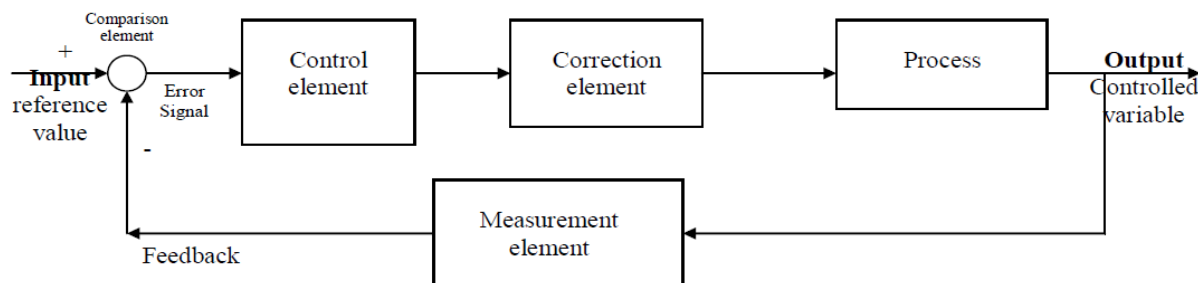 Comparison
element
+
Input
reference
value
Error
Signal
-
Control
element
Correction
element
Process
Output
Controlled
variable
Measurement
element
Feedback